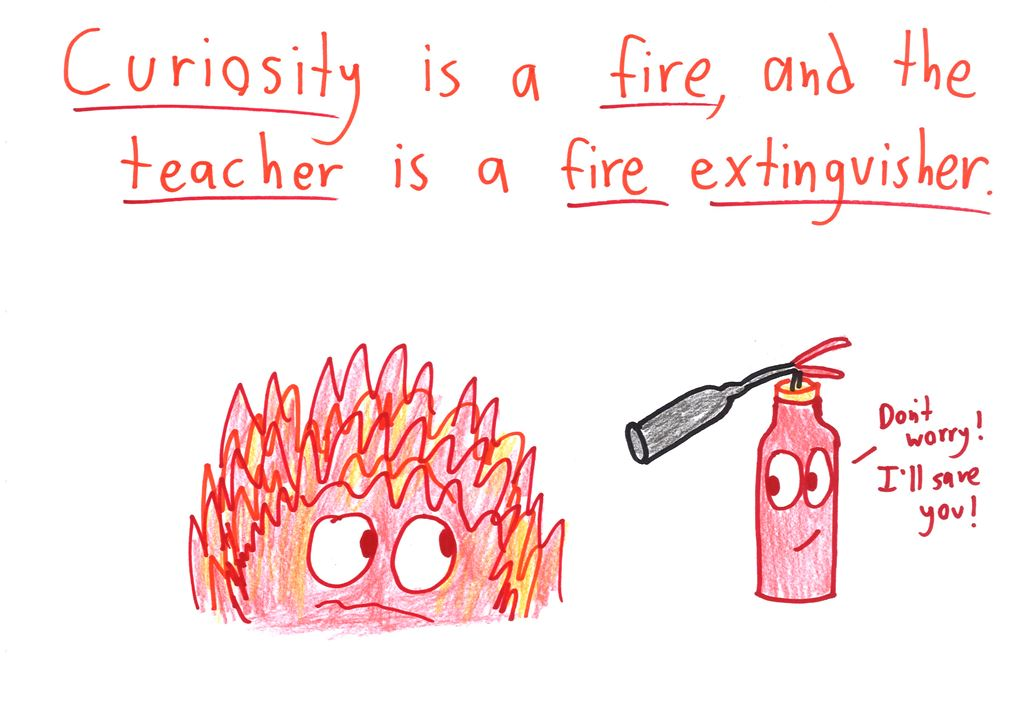 Curiosity is a fire, and the
teacher is a fire extinguisher.
Don't
worry!
I'll save
you!